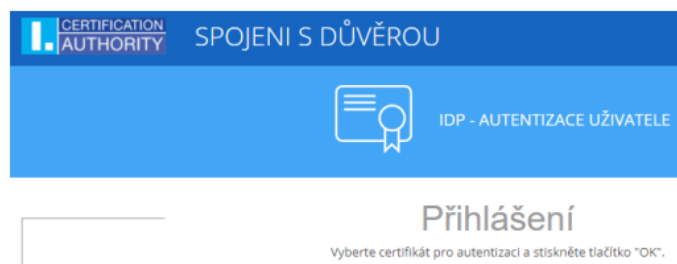 I. CERTIFICATION
AUTHORITY
SPOJENI S DŮVĚROU
IDP - AUTENTIZACE UŽIVATELE
Přihlášení
Vyberte certifikát pro autentizaci a stiskněte tlačítko "OK".